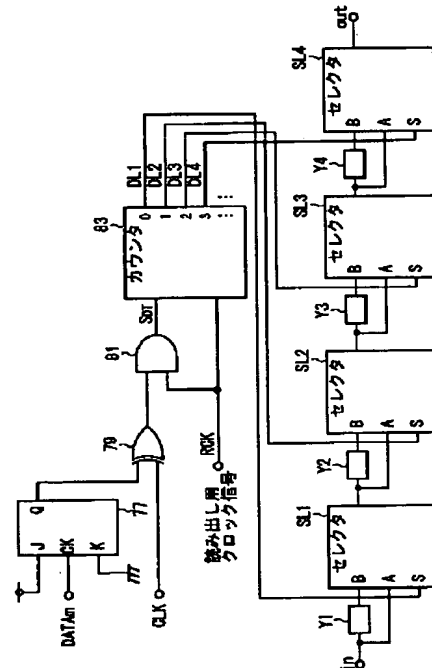 J
Q
77
DATAm
CK
K
CLK
79
81
SDT
83
カウンタ
0
1
2
3
DL1
DL2
DL3
DL4
RCK
読み出し用
クロック信号
in
Y1
SL1
セレクタ
B
A
S
Y2
SL2
セレクタ
B
A
S
Y3
SL3
セレクタ
B
A
S
Y4
SL4
セレクタ
B
A
S
out